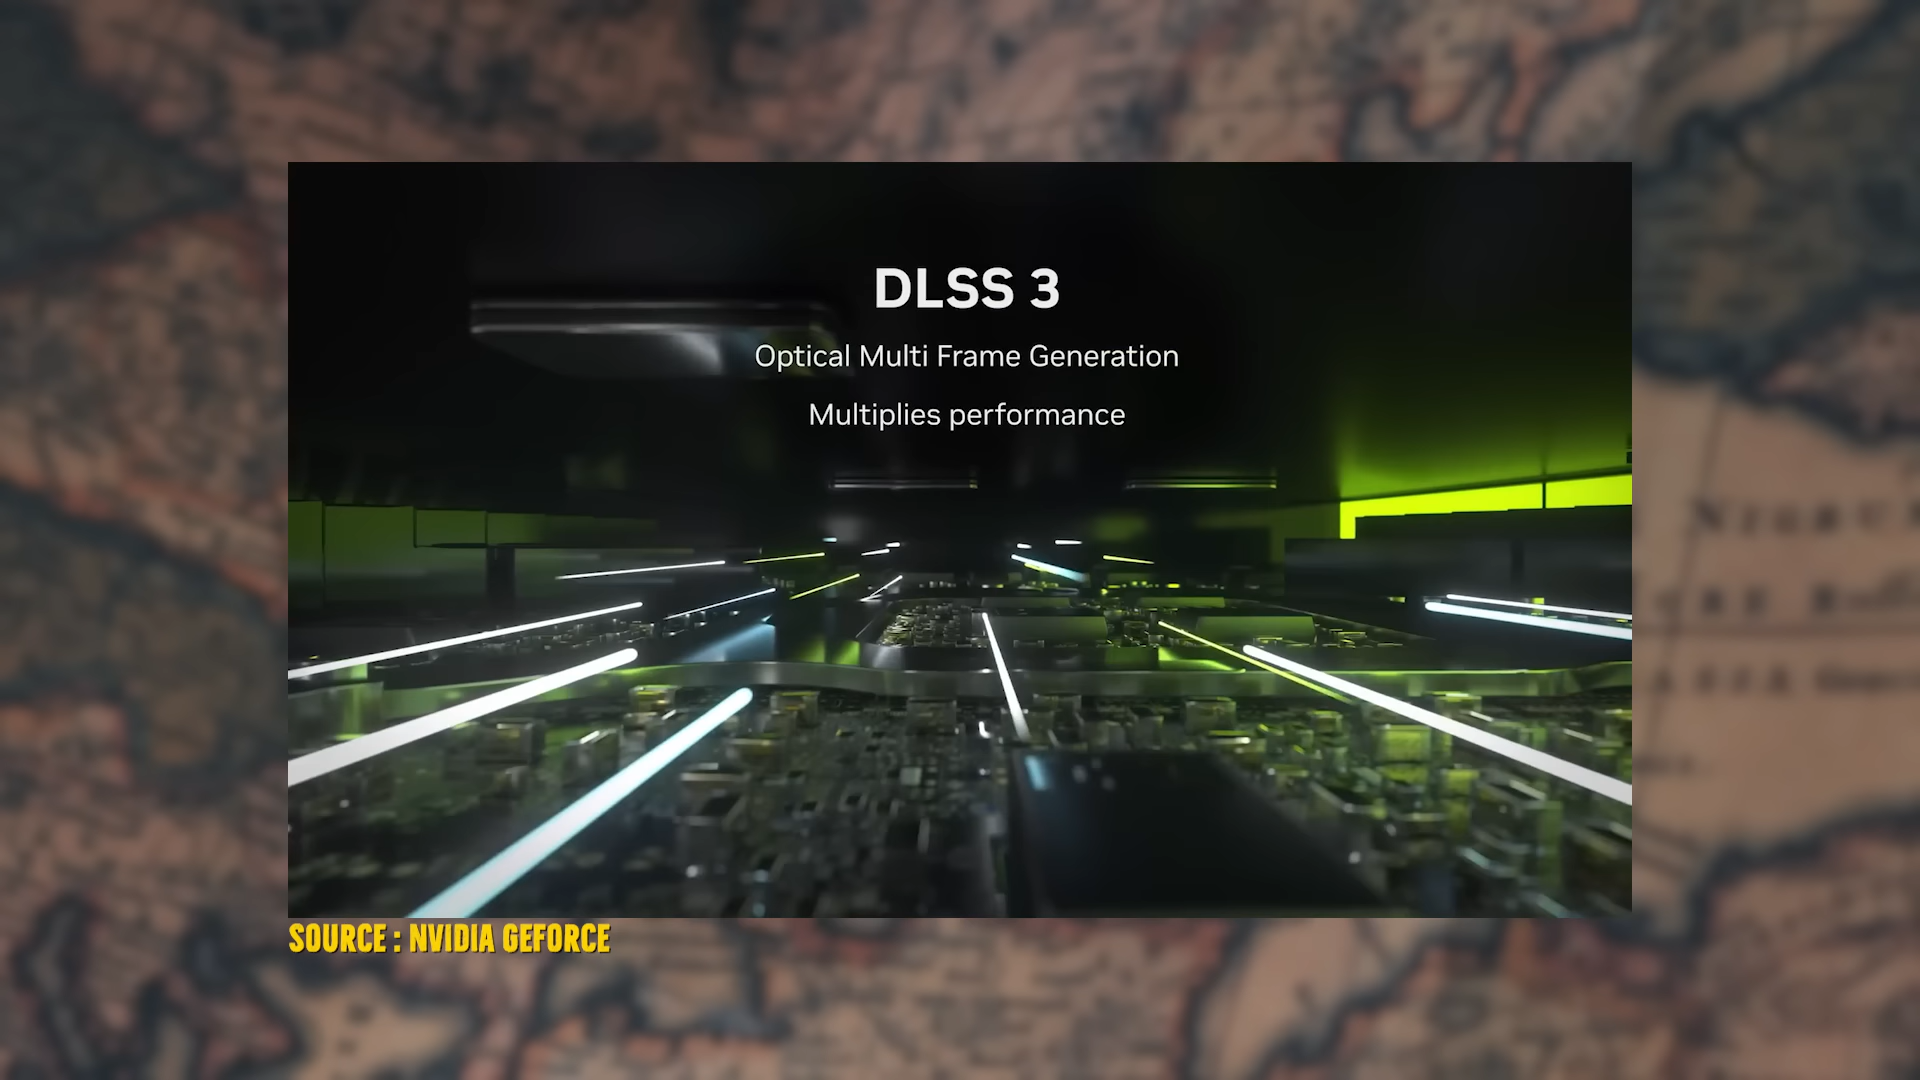 DLSS 3
Optical Multi Frame Generation
Multiplies performance
SOURCE : NVIDIA GEFORCE